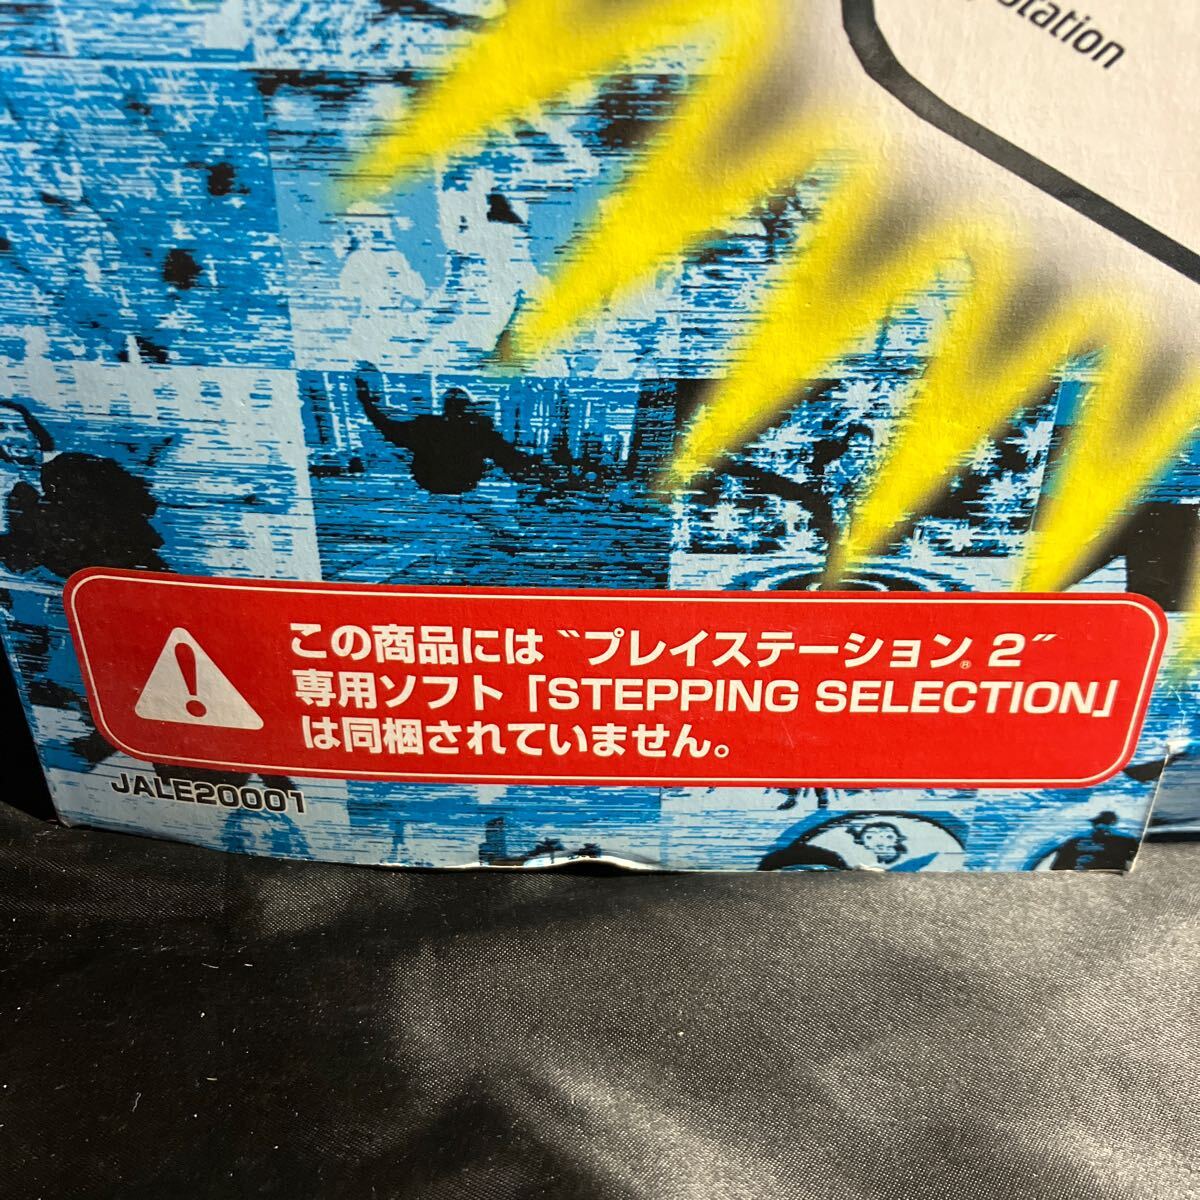 Station
この商品には〝プレイステーション®2〟
専用ソフト「STEPPING SELECTION」
は同梱されていません。
JALE20001